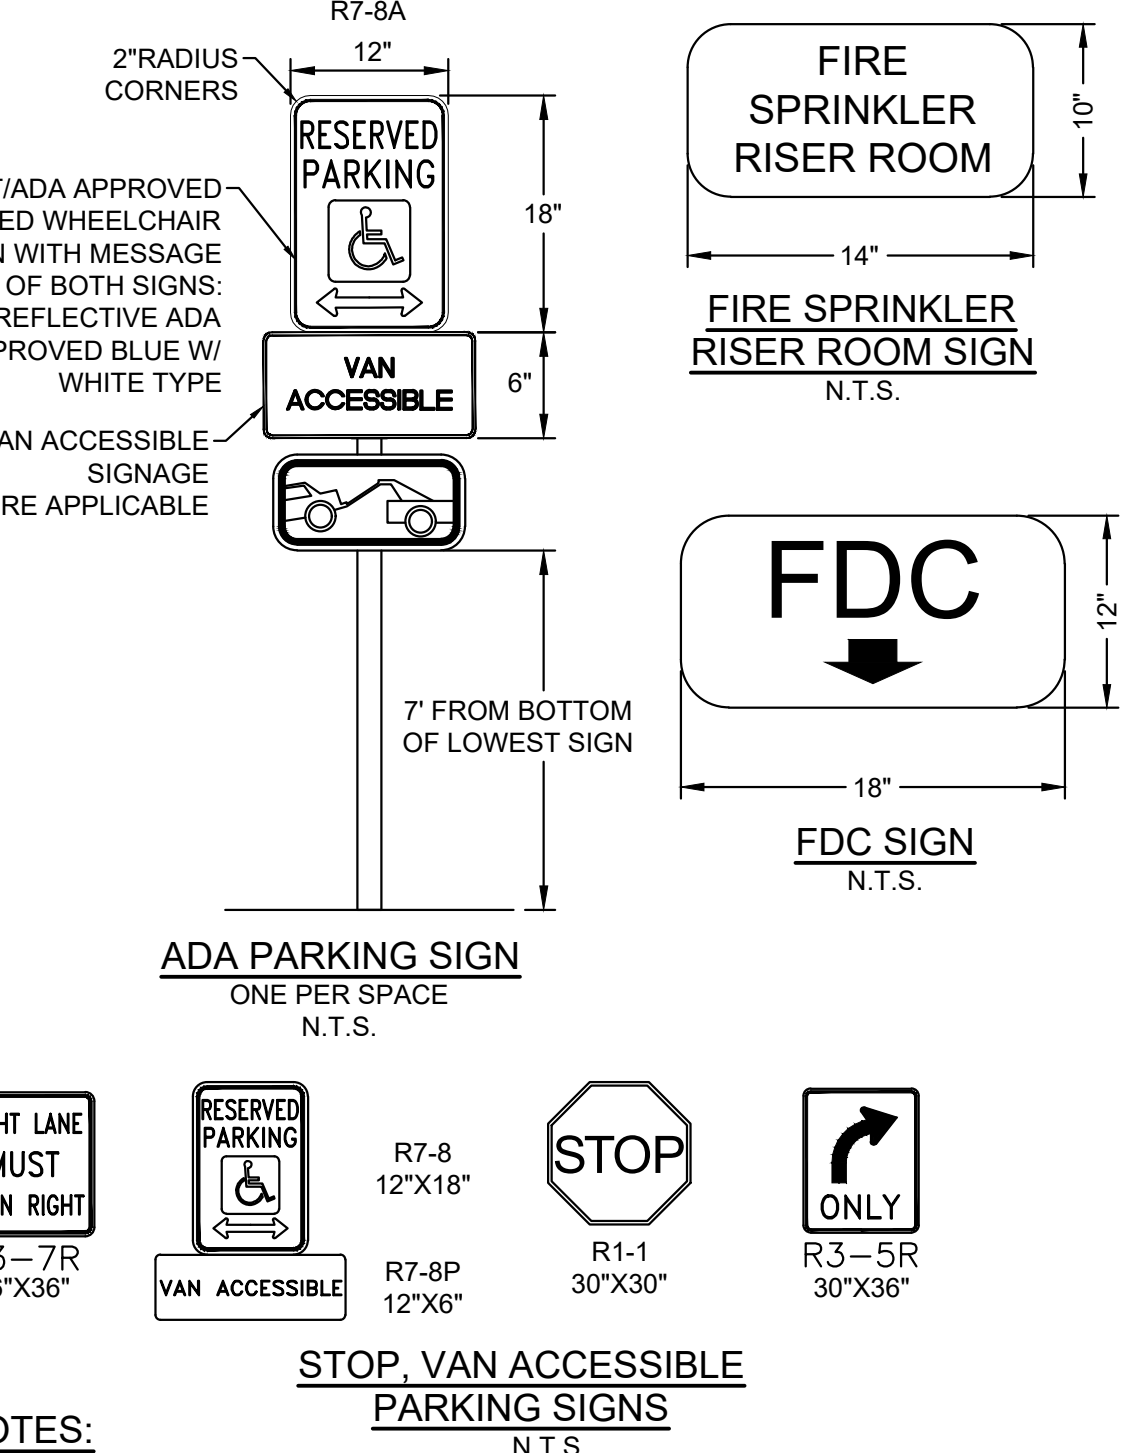 R7-8A
12"
2"RADIUS
CORNERS
RESERVED
PARKING
18"
T/ADA APPROVED
ED WHEELCHAIR
N WITH MESSAGE
OF BOTH SIGNS:
REFLECTIVE ADA
PROVED BLUE W/
WHITE TYPE
VAN
ACCESSIBLE
6"
AN ACCESSIBLE
SIGNAGE
RE APPLICABLE
7' FROM BOTTOM
OF LOWEST SIGN
ADA PARKING SIGN
ONE PER SPACE
N.T.S.
FIRE
SPRINKLER
RISER ROOM
10"
14"
FIRE SPRINKLER
RISER ROOM SIGN
N.T.S.
FDC
12"
18"
FDC SIGN
N.T.S.
HT LANE
MUST
N RIGHT
3-7R
"X36"
RESERVED
PARKING
VAN ACCESSIBLE
R7-8
12"X18"
R7-8P
12"X6"
STOP
R1-1
30"X30"
ONLY
R3-5R
30"X36"
STOP, VAN ACCESSIBLE
PARKING SIGNS
N.T.S.
OTES: